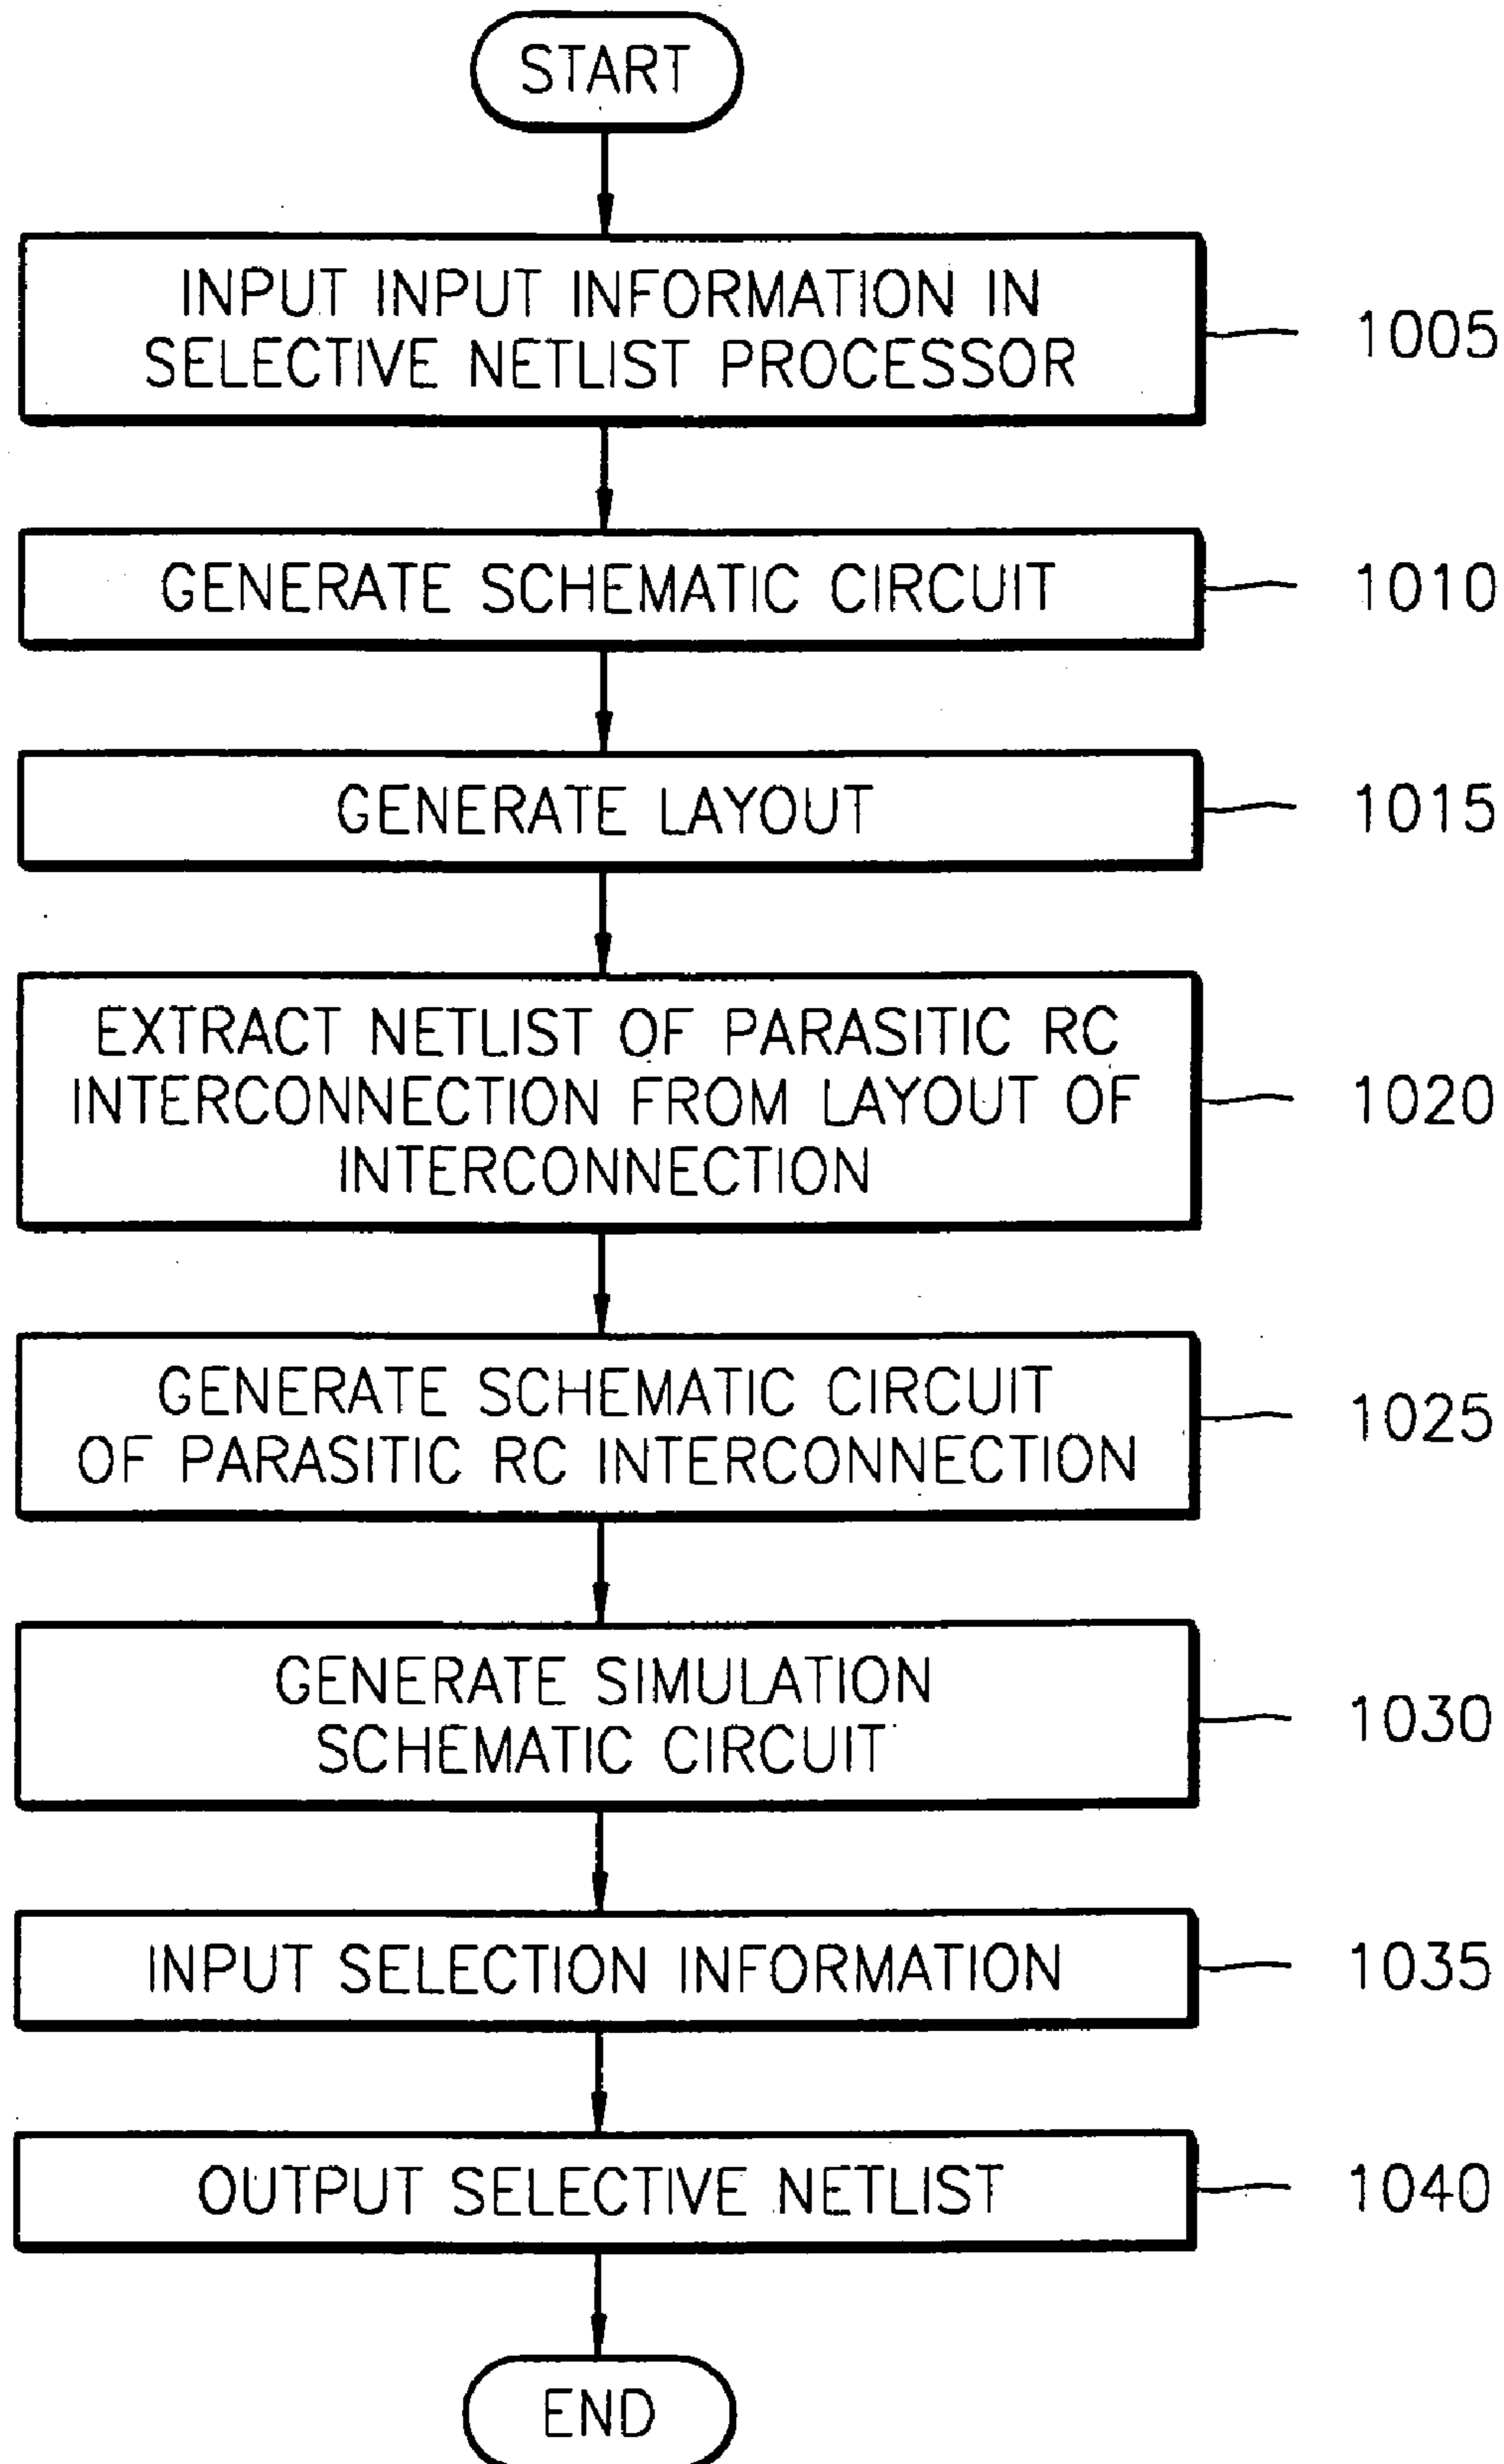 START
INPUT INPUT INFORMATION IN
SELECTIVE NETLIST PROCESSOR
1005
GENERATE SCHEMATIC CIRCUIT
1010
GENERATE LAYOUT
1015
EXTRACT NETLIST OF PARASITIC RC
INTERCONNECTION FROM LAYOUT OF
INTERCONNECTION
1020
GENERATE SCHEMATIC CIRCUIT
OF PARASITIC RC INTERCONNECTION
1025
GENERATE SIMULATION
SCHEMATIC CIRCUIT
1030
INPUT SELECTION INFORMATION
1035
OUTPUT SELECTIVE NETLIST
1040
END